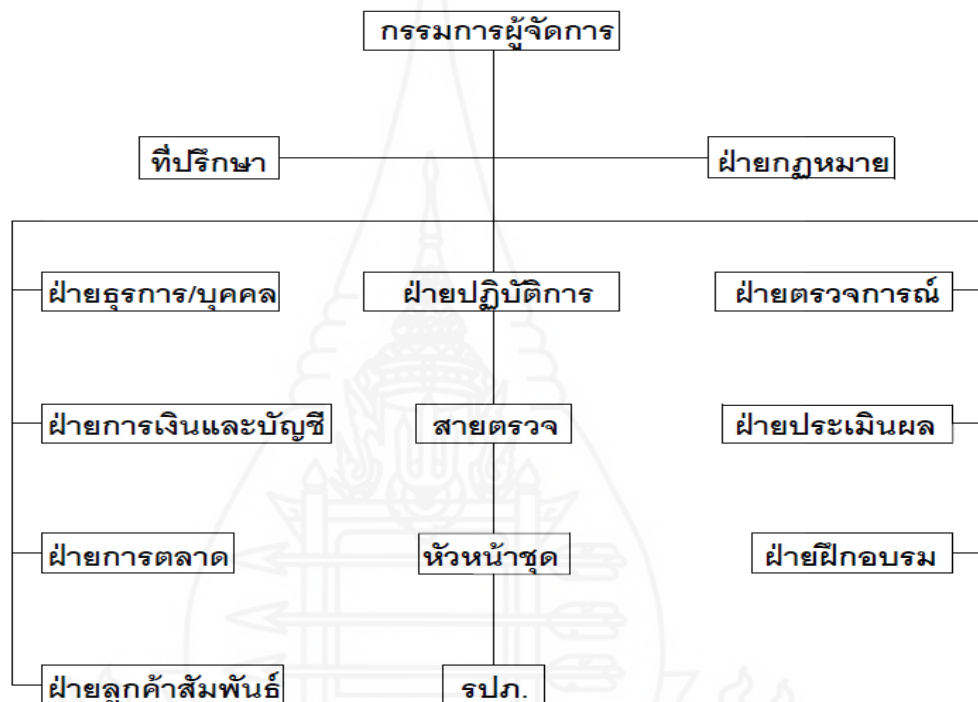 กรรมการผู้จัดการ
ที่ปรึกษา
ฝ่ายกฏหมาย
ฝ่ายธุรการ/บุคคล
ฝ่ายปฏิบัติการ
ฝ่ายตรวจการณ์
ฝ่ายการเงินและบัญชี
สายตรวจ
ฝ่ายประเมินผล
ฝ่ายการตลาด
หัวหน้าชุด
ฝ่ายฝึกอบรม
ฝ่ายลูกค้าสัมพันธ์
รปภ.